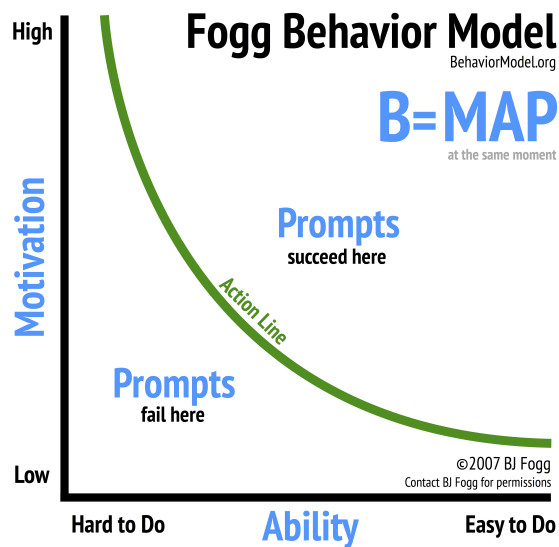 Fogg Behavior Model
BehaviorModel.org
B=MAP
at the same moment
High
Motivation
Prompts
succeed here
Action Line
Prompts
fail here
Low
©2007 BJ Fogg
Contact BJ Fogg for permissions
Hard to Do
Ability
Easy to Do